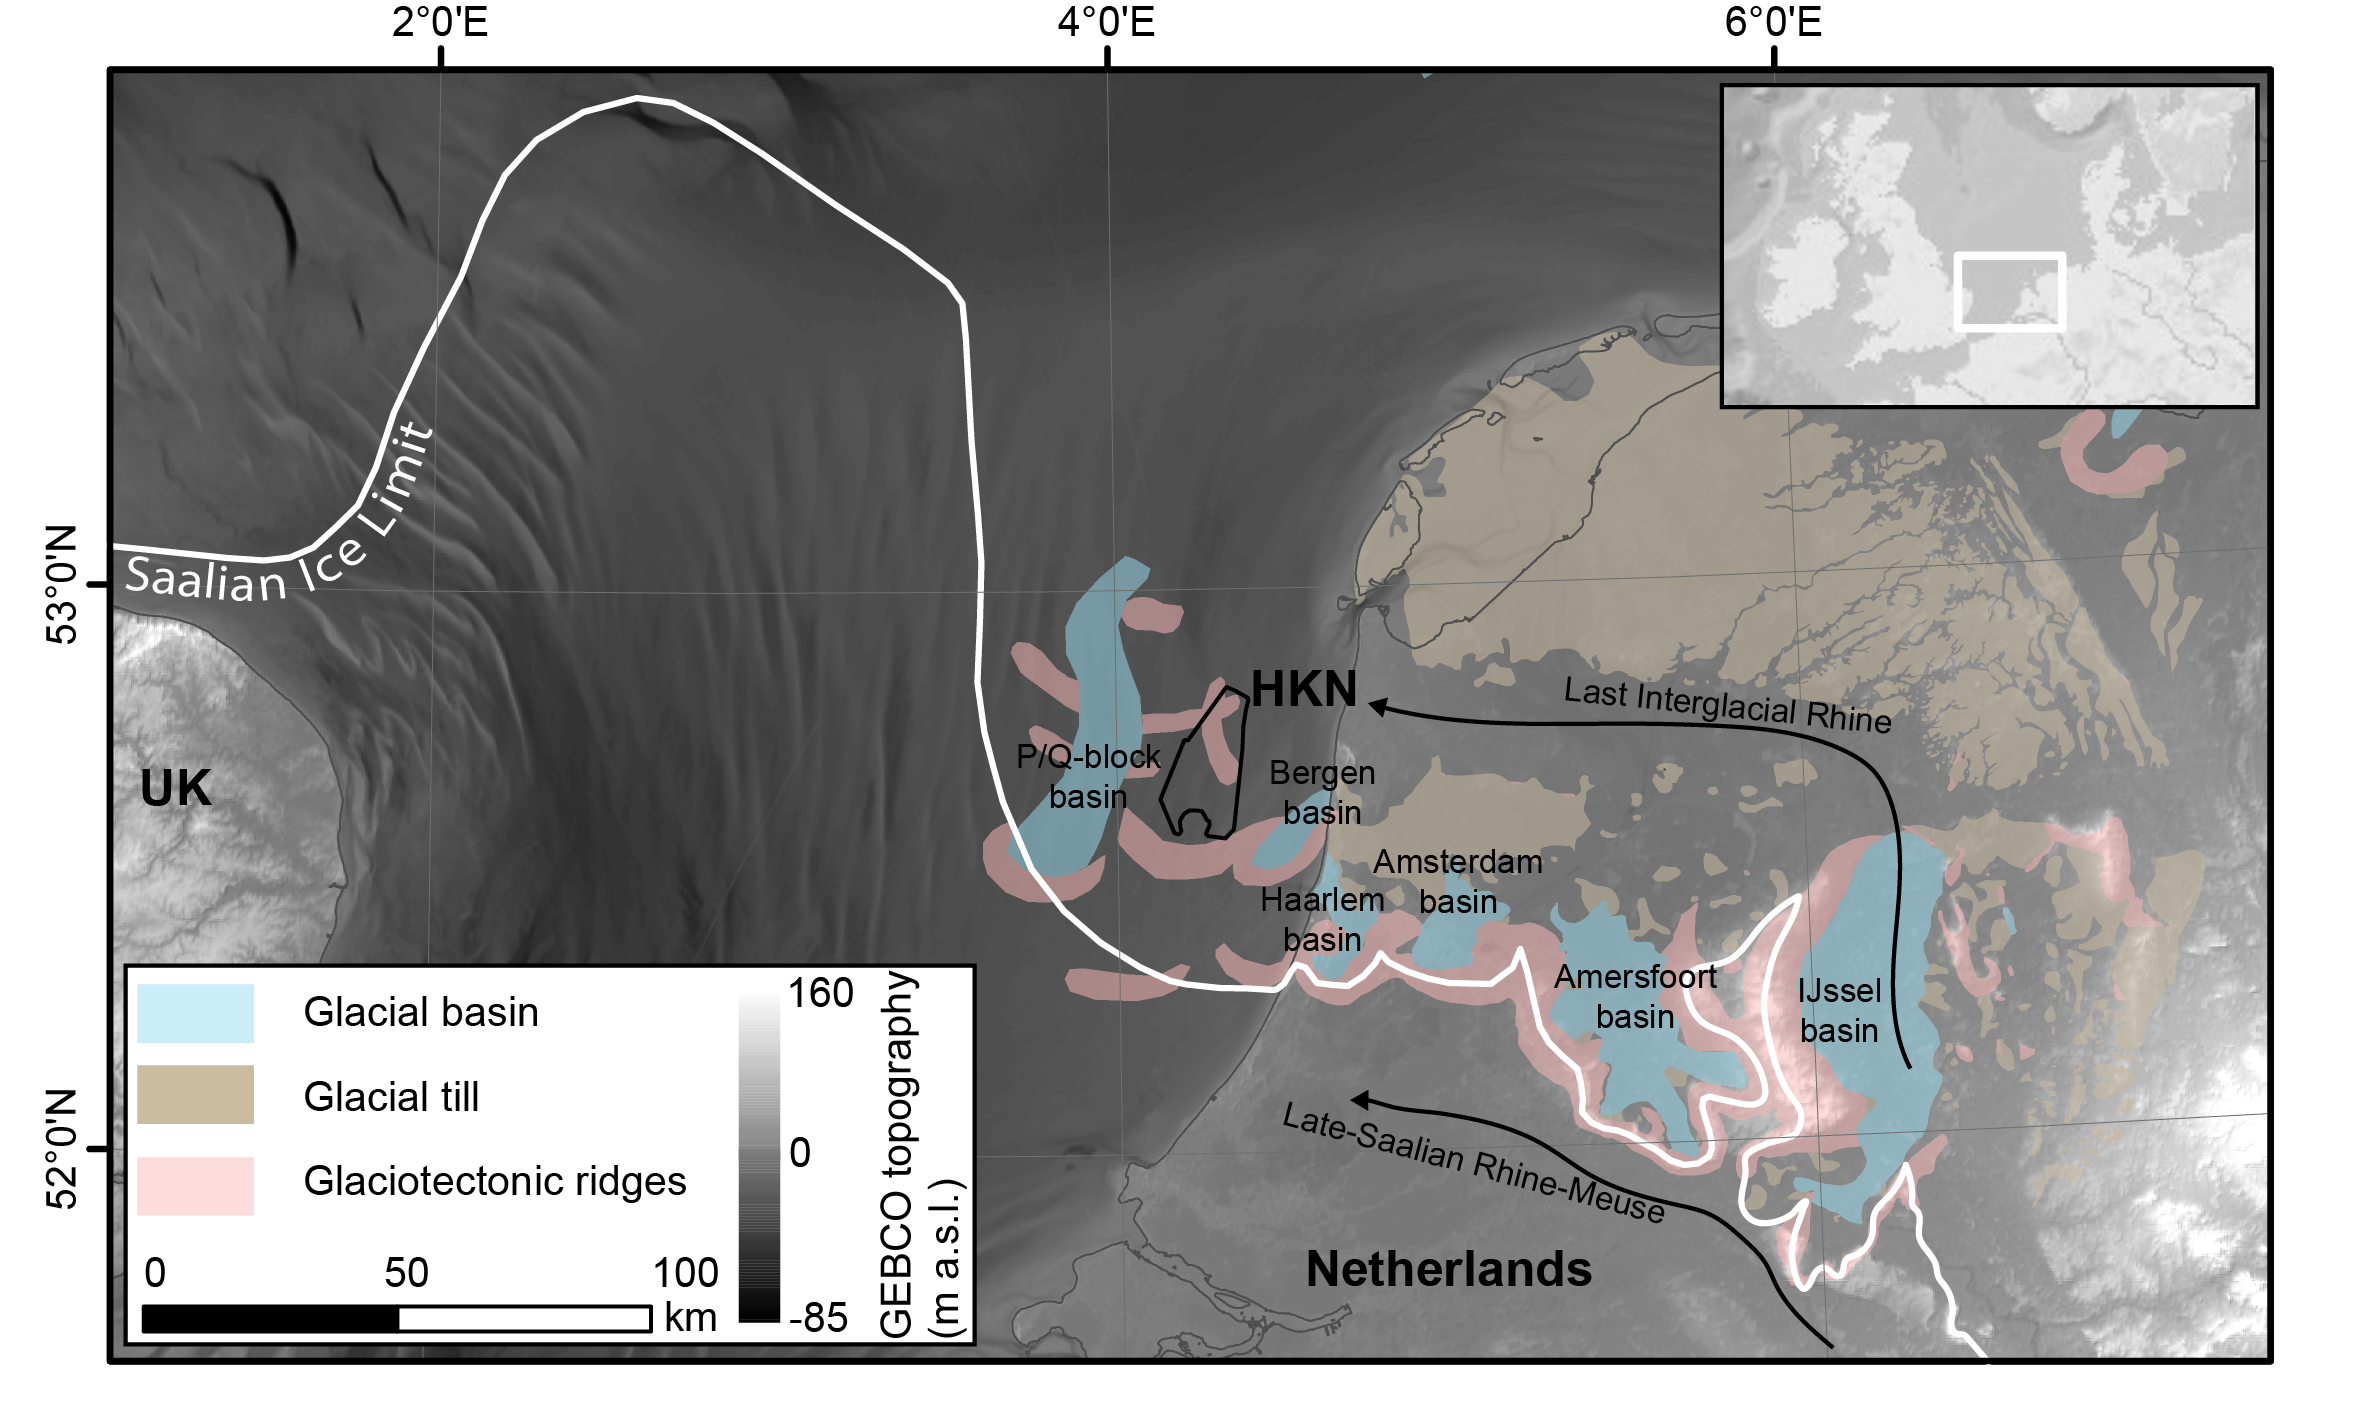 2°0'E
4°0'E
6°0'E
53°0'N
52°0'N
Saalian Ice Limit
UK
HKN
Last Interglacial Rhine
P/Q-block
basin
Bergen
basin
Amsterdam
basin
Haarlem
basin
Amersfoort
basin
IJssel
basin
Late-Saalian Rhine-Meuse
Netherlands
Glacial basin
Glacial till
Glaciotectonic ridges
0
50
100
km
160
0
-85
GEBCO topography
(m a.s.l.)